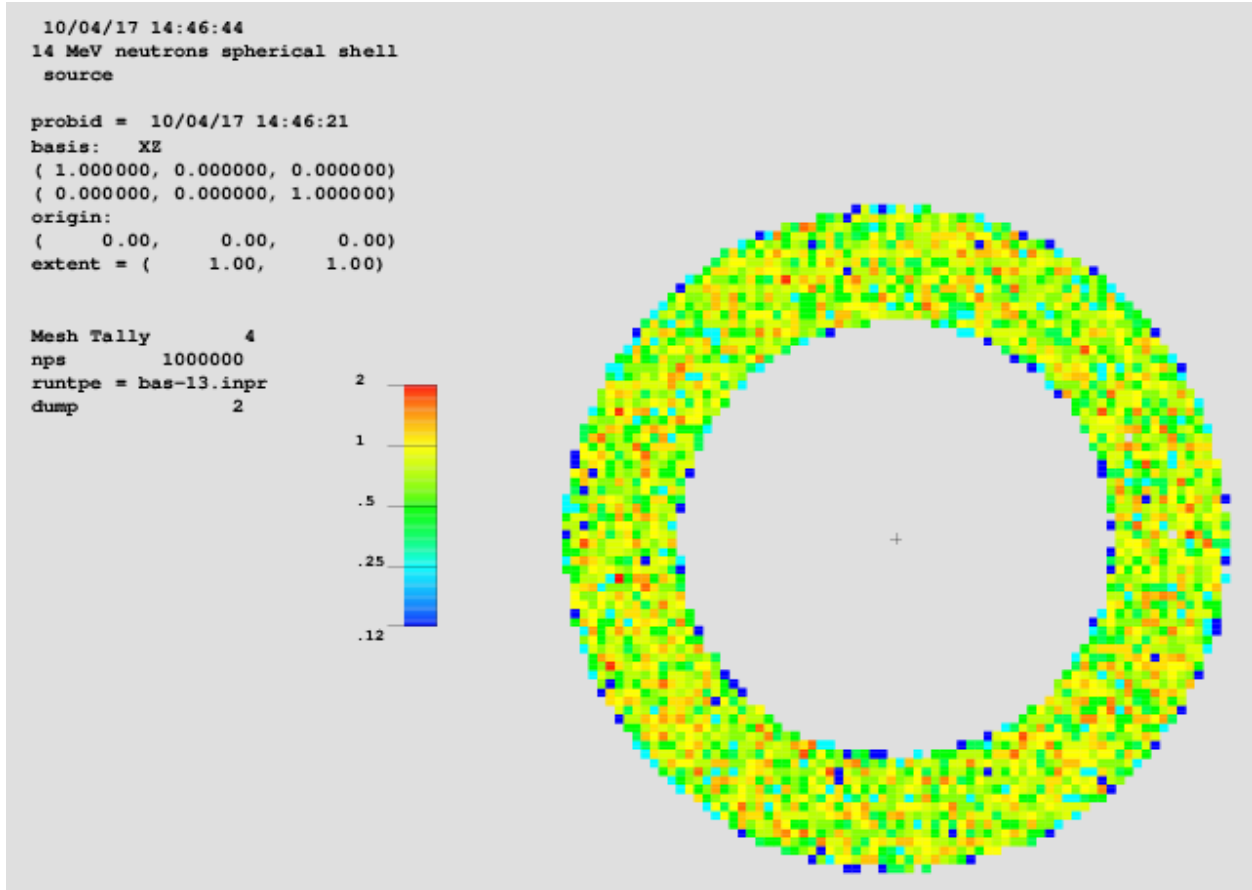 10/04/17 14:46:44
14 MeV neutrons spherical shell
source
probid = 10/04/17 14:46:21
basis: XZ
( 1.000000, 0.000000, 0.000000)
( 0.000000, 0.000000, 1.000000)
origin:
( 0.00, 0.00, 0.00)
extent = ( 1.00, 1.00)
Mesh Tally 4
nps 1000000
runtpe = bas-13.inpr
dump 2
2
1
.5
.25
.12